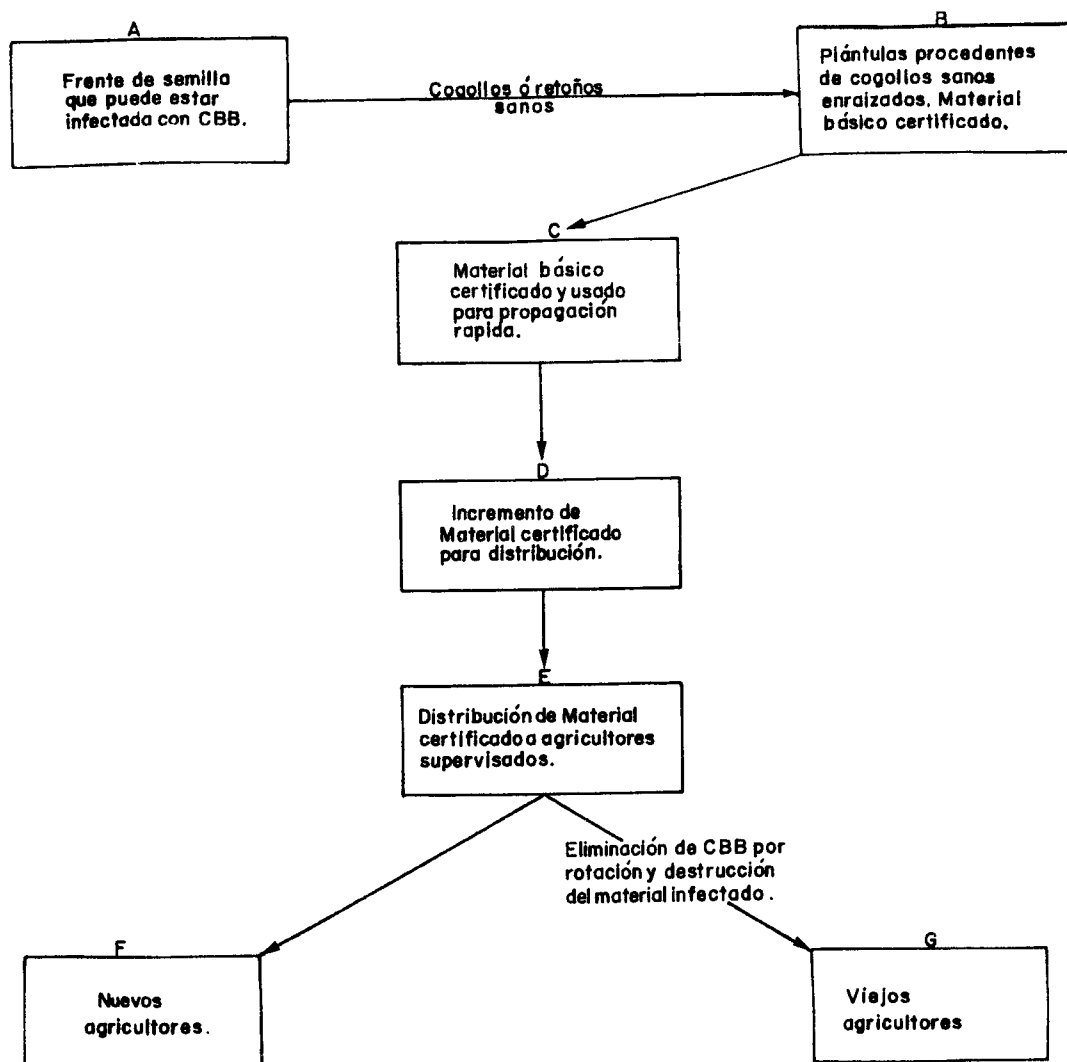 A
Frente de semilla
que puede estar
infectada con CBB.
Cogollos ó retoños
sanos
B
Plántulas procedentes
de cogollos sanos
enraizados. Material
básico certificado.
C
Material básico
certificado y usado
para propagación
rapida.
D
Incremento de
Material certificado
para distribución.
E
Distribución de Material
certificado a agricultores
supervisados.
Eliminación de CBB por
rotación y destrucción
del material infectado.
F
Nuevos
agricultores.
G
Viejos
agricultores